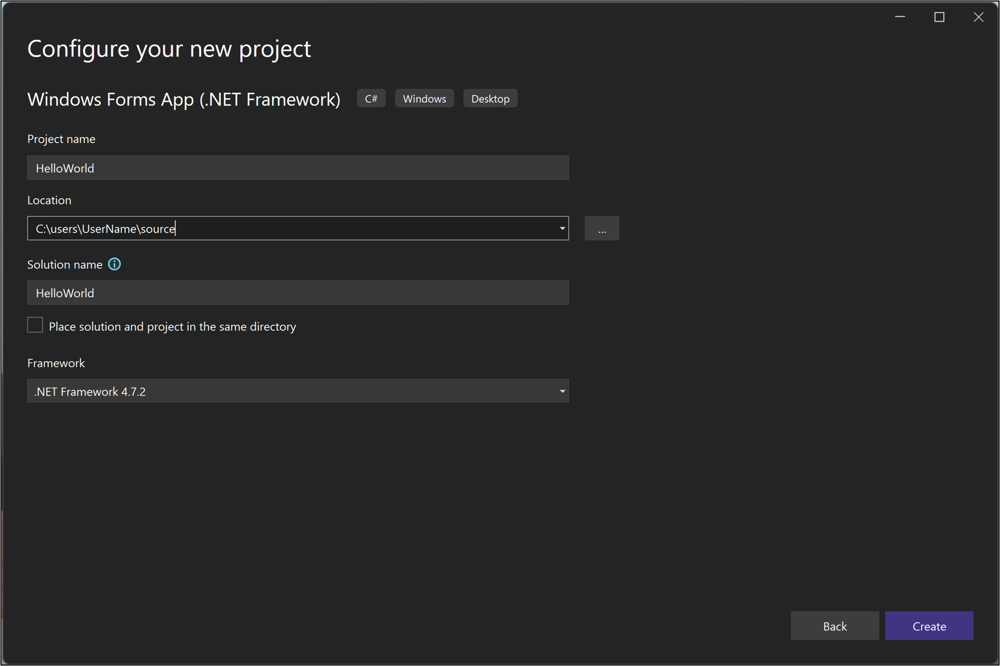 Configure your new project
Windows Forms App (.NET Framework) C# Windows Desktop
Project name
HelloWorld
Location
C:\users\UserName\source
...
Solution name
HelloWorld
Place solution and project in the same directory
Framework
.NET Framework 4.7.2
Back Create